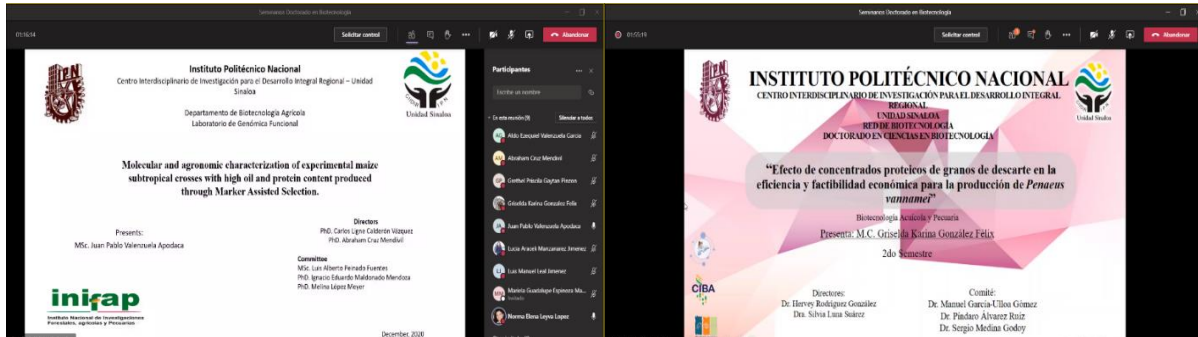 Seminarios Doctorado en Biotecnología
01:16:34
Solicitar control
Abandonar
Instituto Politécnico Nacional
Centro Interdisciplinario de Investigación para el Desarrollo Integral Regional – Unidad
Sinaloa
Unidad Sinaloa
Departamento de Biotecnología Agrícola
Laboratorio de Genómica Funcional
Molecular and agronomic characterization of experimental maize
subtropical crosses with high oil and protein content produced
through Marker Assisted Selection.
Presents:
MSc. Juan Pablo Valenzuela Apodaca
Directors
PhD. Carlos Ligne Calderón Vázquez
PhD. Abraham Cruz Mendívil
Committee
MSc. Luis Alberto Peinado Fuentes
PhD. Ignacio Eduardo Maldonado Mendoza
PhD. Melina López Meyer
inifap
Instituto Nacional de Investigaciones
Forestales, Agrícolas y Pecuarias
December, 2020
Participantes
Escribe un nombre
En esta reunión (9)
Silenciar a todos
Aldo Ezequiel Valenzuela Garcia
Abraham Cruz Mendivil
Grethel Priscila Gaytan Pinzon
Griselda Karina Gonzalez Felix
Juan Pablo Valenzuela Apodaca
Lucia Araceli Manzanarez Jimenez
Luis Manuel Leal Jimenez
Mariela Guadalupe Espinoza Ma...
Invitado
Norma Elena Leyva Lopez
Seminarios Doctorado en Biotecnología
01:55:19
Solicitar control
Abandonar
INSTITUTO POLITÉCNICO NACIONAL
CENTRO INTERDISCIPLINARIO DE INVESTIGACIÓN PARA EL DESARROLLO INTEGRAL
REGIONAL
UNIDAD SINALOA
RED DE BIOTECNOLOGIA
DOCTORADO EN CIENCIAS EN BIOTECNOLOGÍA
Unidad Sinaloa
“Efecto de concentrados proteicos de granos de descarte en la
eficiencia y factibilidad económica para la producción de Penaeus
vannamei”
Biotecnología Acuícola y Pecuaria
Presenta: M.C. Griselda Karina González Félix
2do Semestre
CIBA
Directores:
Dr. Hervey Rodríguez González
Dra. Silvia Luna Suárez
Comité:
Dr. Manuel García-Ulloa Gómez
Dr. Píndaro Álvarez Ruiz
Dr. Sergio Medina Godoy